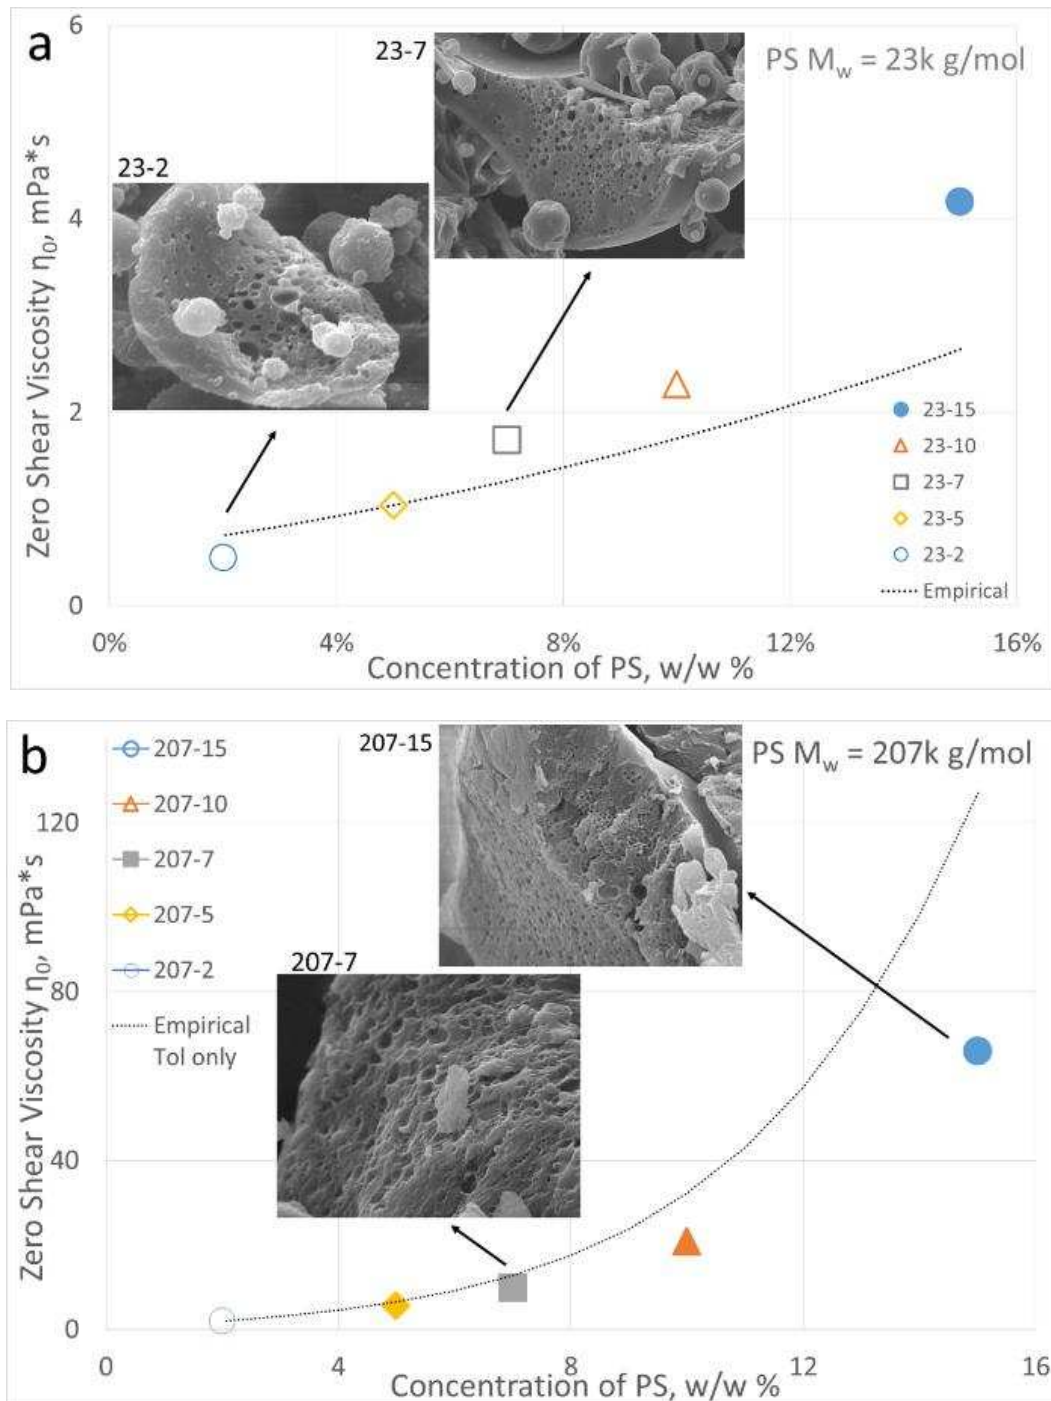 a
23-7
PS Mw = 23k g/mol
23-2
Zero Shear Viscosity η0, mPa*s
6
4
2
0
23-15
23-10
23-7
23-5
23-2
Empirical
0%
4%
8%
12%
16%
Concentration of PS, w/w %
b
207-15
207-10
207-7
207-5
207-2
Empirical
Tol only
207-15
PS Mw = 207k g/mol
207-7
Zero Shear Viscosity η0, mPa*s
120
80
40
0
0
4
8
12
16
Concentration of PS, w/w %